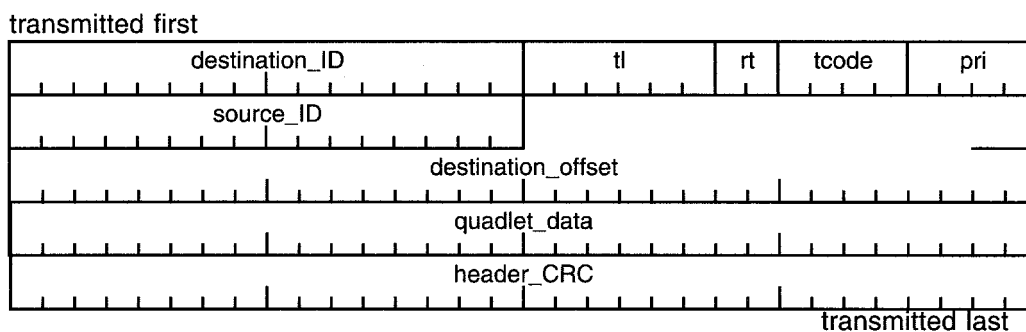 transmitted first
destination_ID tl rt tcode pri
source_ID
destination_offset
quadlet_data
header_CRC
transmitted last